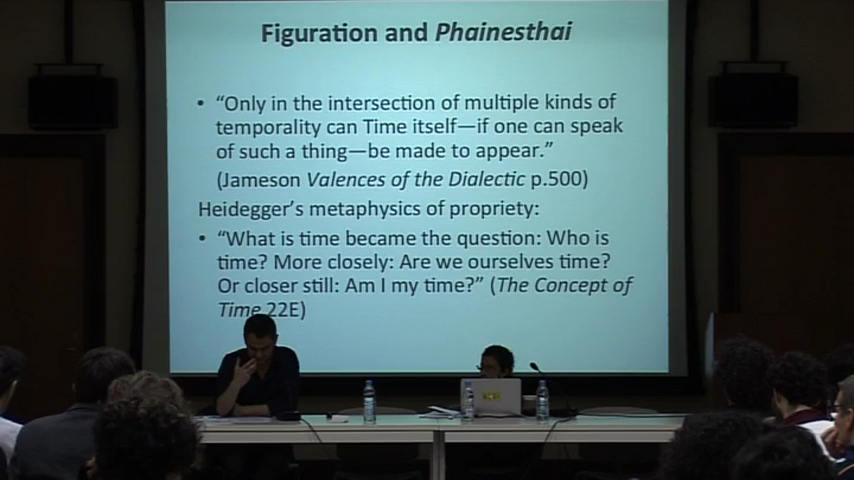 Figuration and Phainesthai
• “Only in the intersection of multiple kinds of
temporality can Time itself—if one can speak
of such a thing—be made to appear.”
(Jameson Valences of the Dialectic p.500)
Heidegger’s metaphysics of propriety:
• “What is time became the question: Who is
time? More closely: Are we ourselves time?
Or closer still: Am I my time?” (The Concept of
Time 22E)